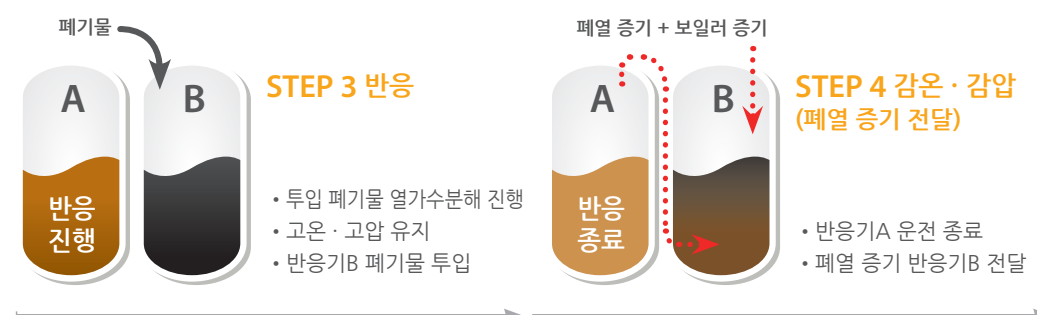 폐기물
A
B
반응
진행
STEP 3 반응
• 투입 폐기물 열가수분해 진행
• 고온 · 고압 유지
• 반응기B 폐기물 투입
폐열 증기 + 보일러 증기
A
B
반응
종료
STEP 4 감온 · 감압
(폐열 증기 전달)
• 반응기A 운전 종료
• 폐열 증기 반응기B 전달